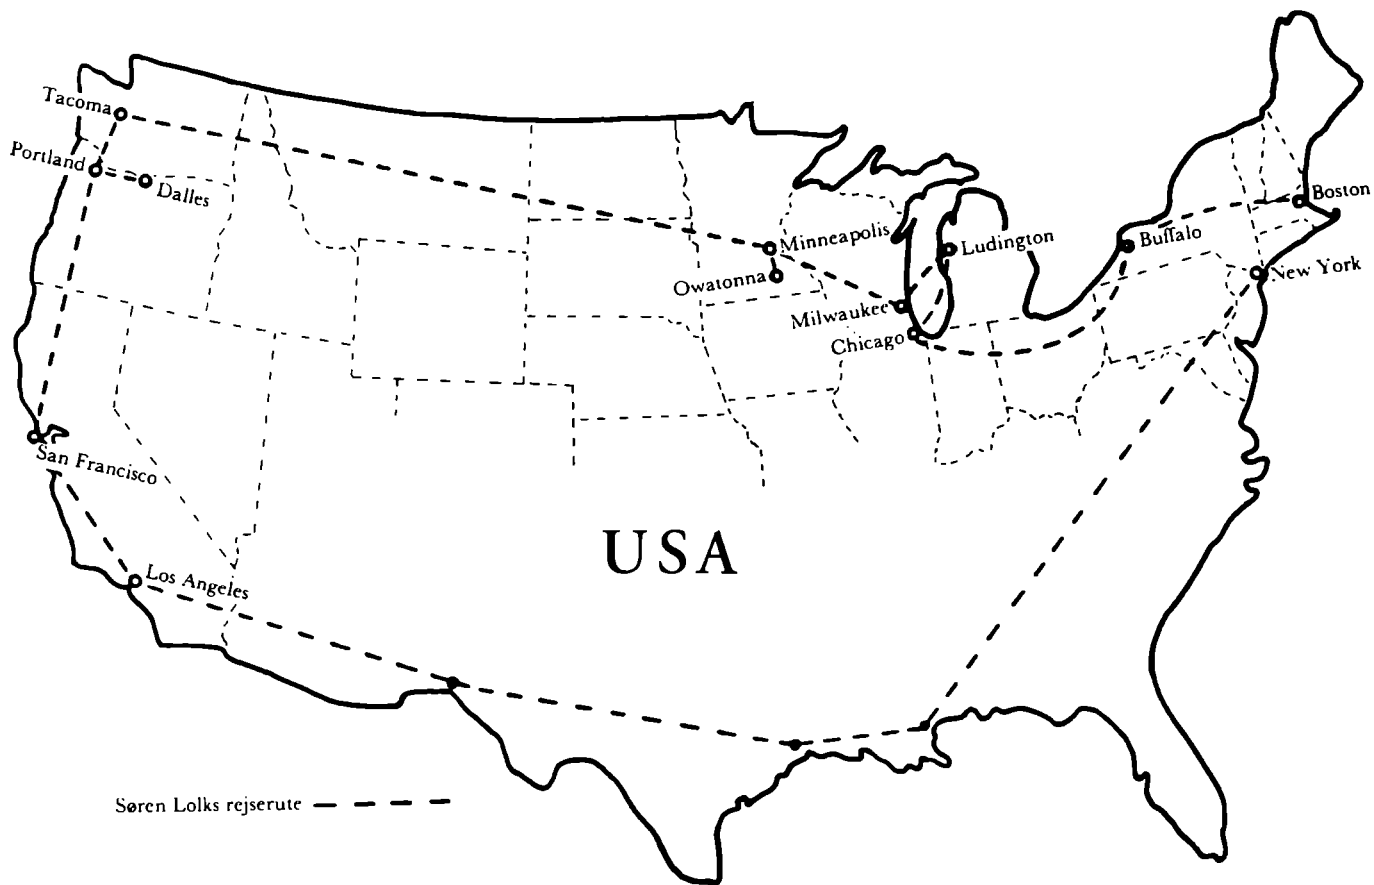 Tacoma
Portland
Dalles
Boston
Minneapolis
Ludington
Buffalo
Owatonna
New York
Milwaukee
Chicago
San Francisco
USA
Los Angeles
Søren Lolks rejserute